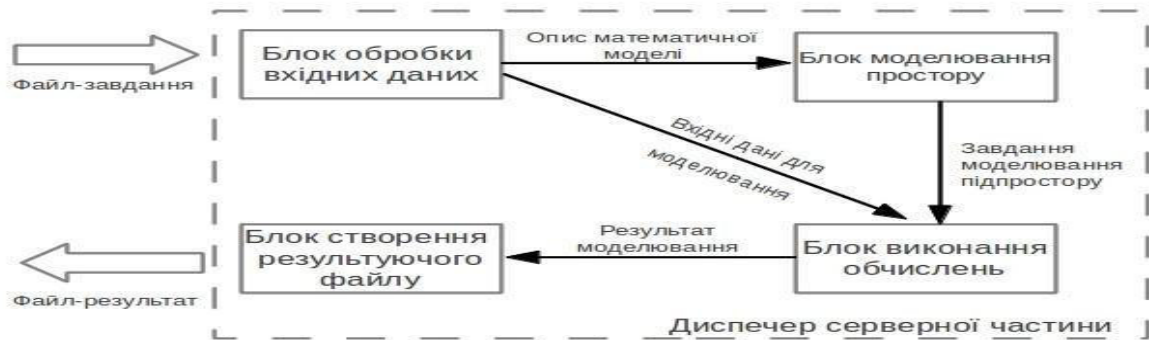 Файл-завдання
Блок обробки
вхідних даних
Опис математичної
моделі
Блок моделювання
простору
Вхідні дані для
моделювання
Завдання
моделювання
підпростору
Блок виконання
обчислень
Результат
моделювання
Блок створення
результуючого
файлу
Файл-результат
Диспечер серверної частини